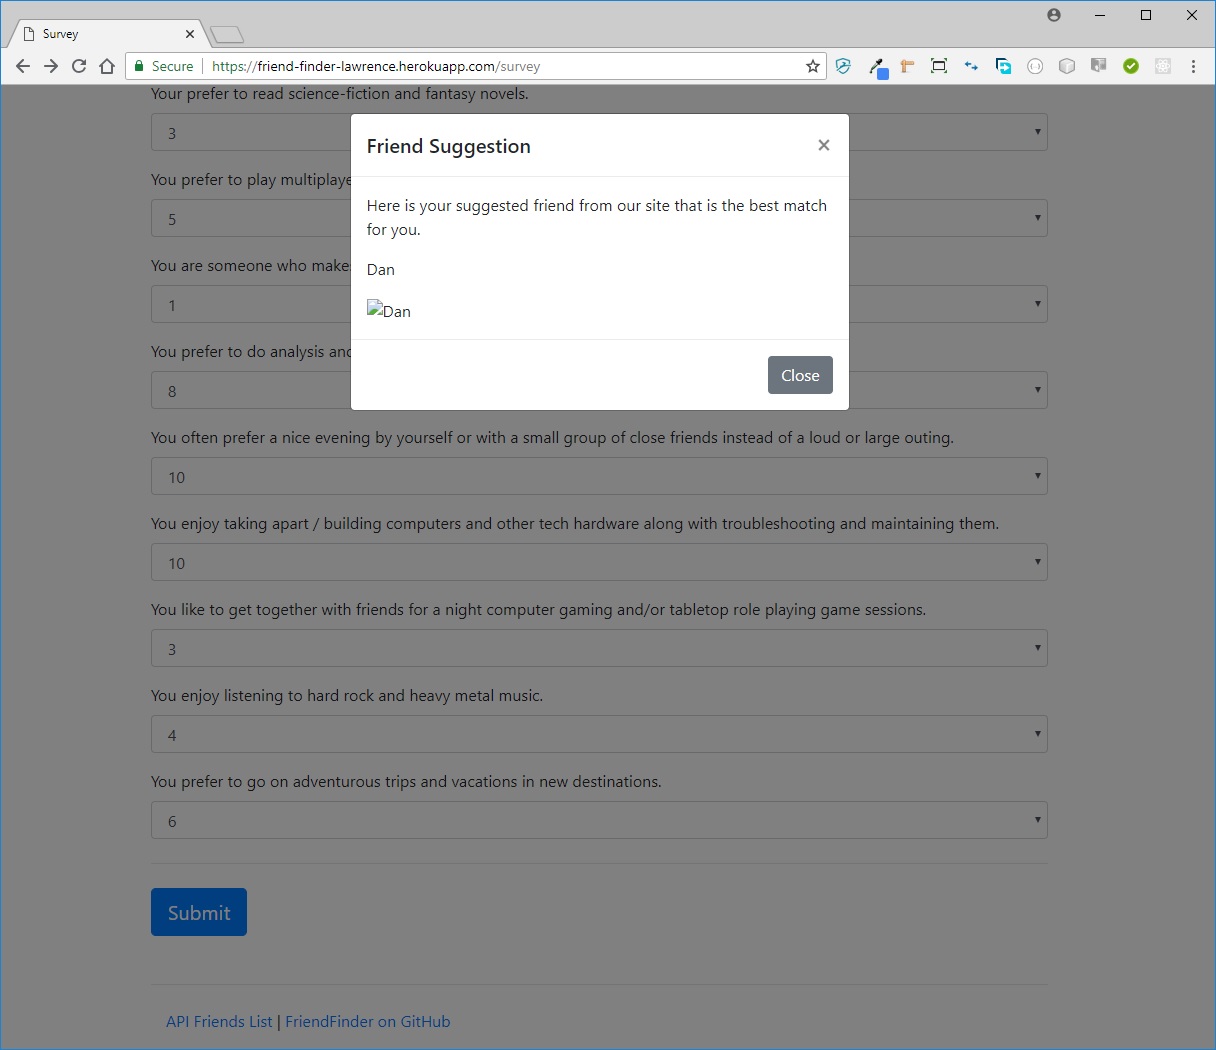 Survey
Secure
https://friend-finder-lawrence.herokuapp.com/survey
Your prefer to read science-fiction and fantasy novels.
3
Friend Suggestion
×
Here is your suggested friend from our site that is the best match
for you.
Dan
Dan
Close
You prefer to play multiplaye
5
You are someone who make
1
You prefer to do analysis an
8
You often prefer a nice evening by yourself or with a small group of close friends instead of a loud or large outing.
10
You enjoy taking apart / building computers and other tech hardware along with troubleshooting and maintaining them.
10
You like to get together with friends for a night computer gaming and/or tabletop role playing game sessions.
3
You enjoy listening to hard rock and heavy metal music.
4
You prefer to go on adventurous trips and vacations in new destinations.
6
Submit
API Friends List | FriendFinder on GitHub